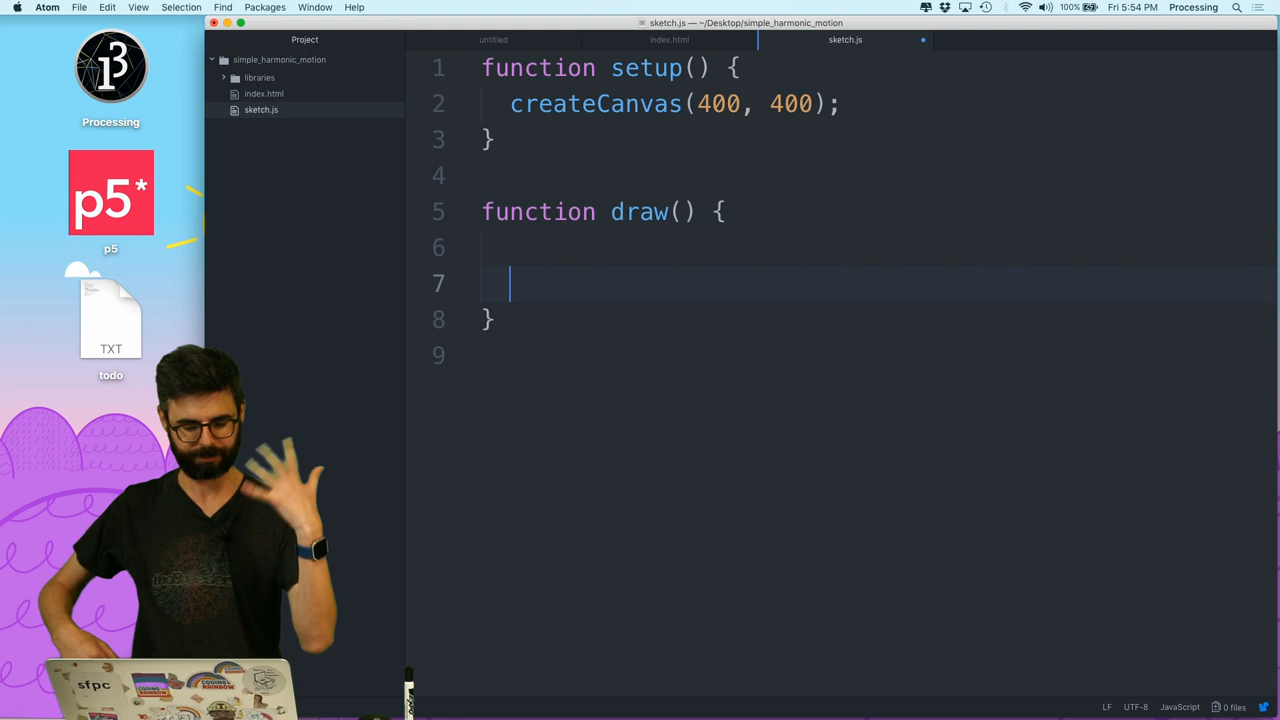 Atom File Edit View Selection Find Packages Window Help
100% Fri 5:54 PM Processing
sketch.js — ~/Desktop/simple_harmonic_motion
Project
untitled
index.html
sketch.js
simple_harmonic_motion
libraries
index.html
sketch.js
Processing
p5*
p5
TXT
todo
1 function setup() {
2 createCanvas(400, 400);
3 }
4
5 function draw() {
6
7
8 }
9
sfpc
CODING
RAINBOW
LF UTF-8 JavaScript 0 files